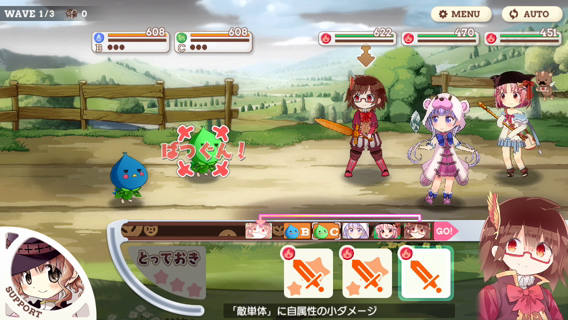 WAVE 1/3
0
MENU
AUTO
608
B
608
C
622
470
451
ばつぐん!
B
C
GO!
とっておき
SUPPORT
「敵単体」に自属性の小ダメージ